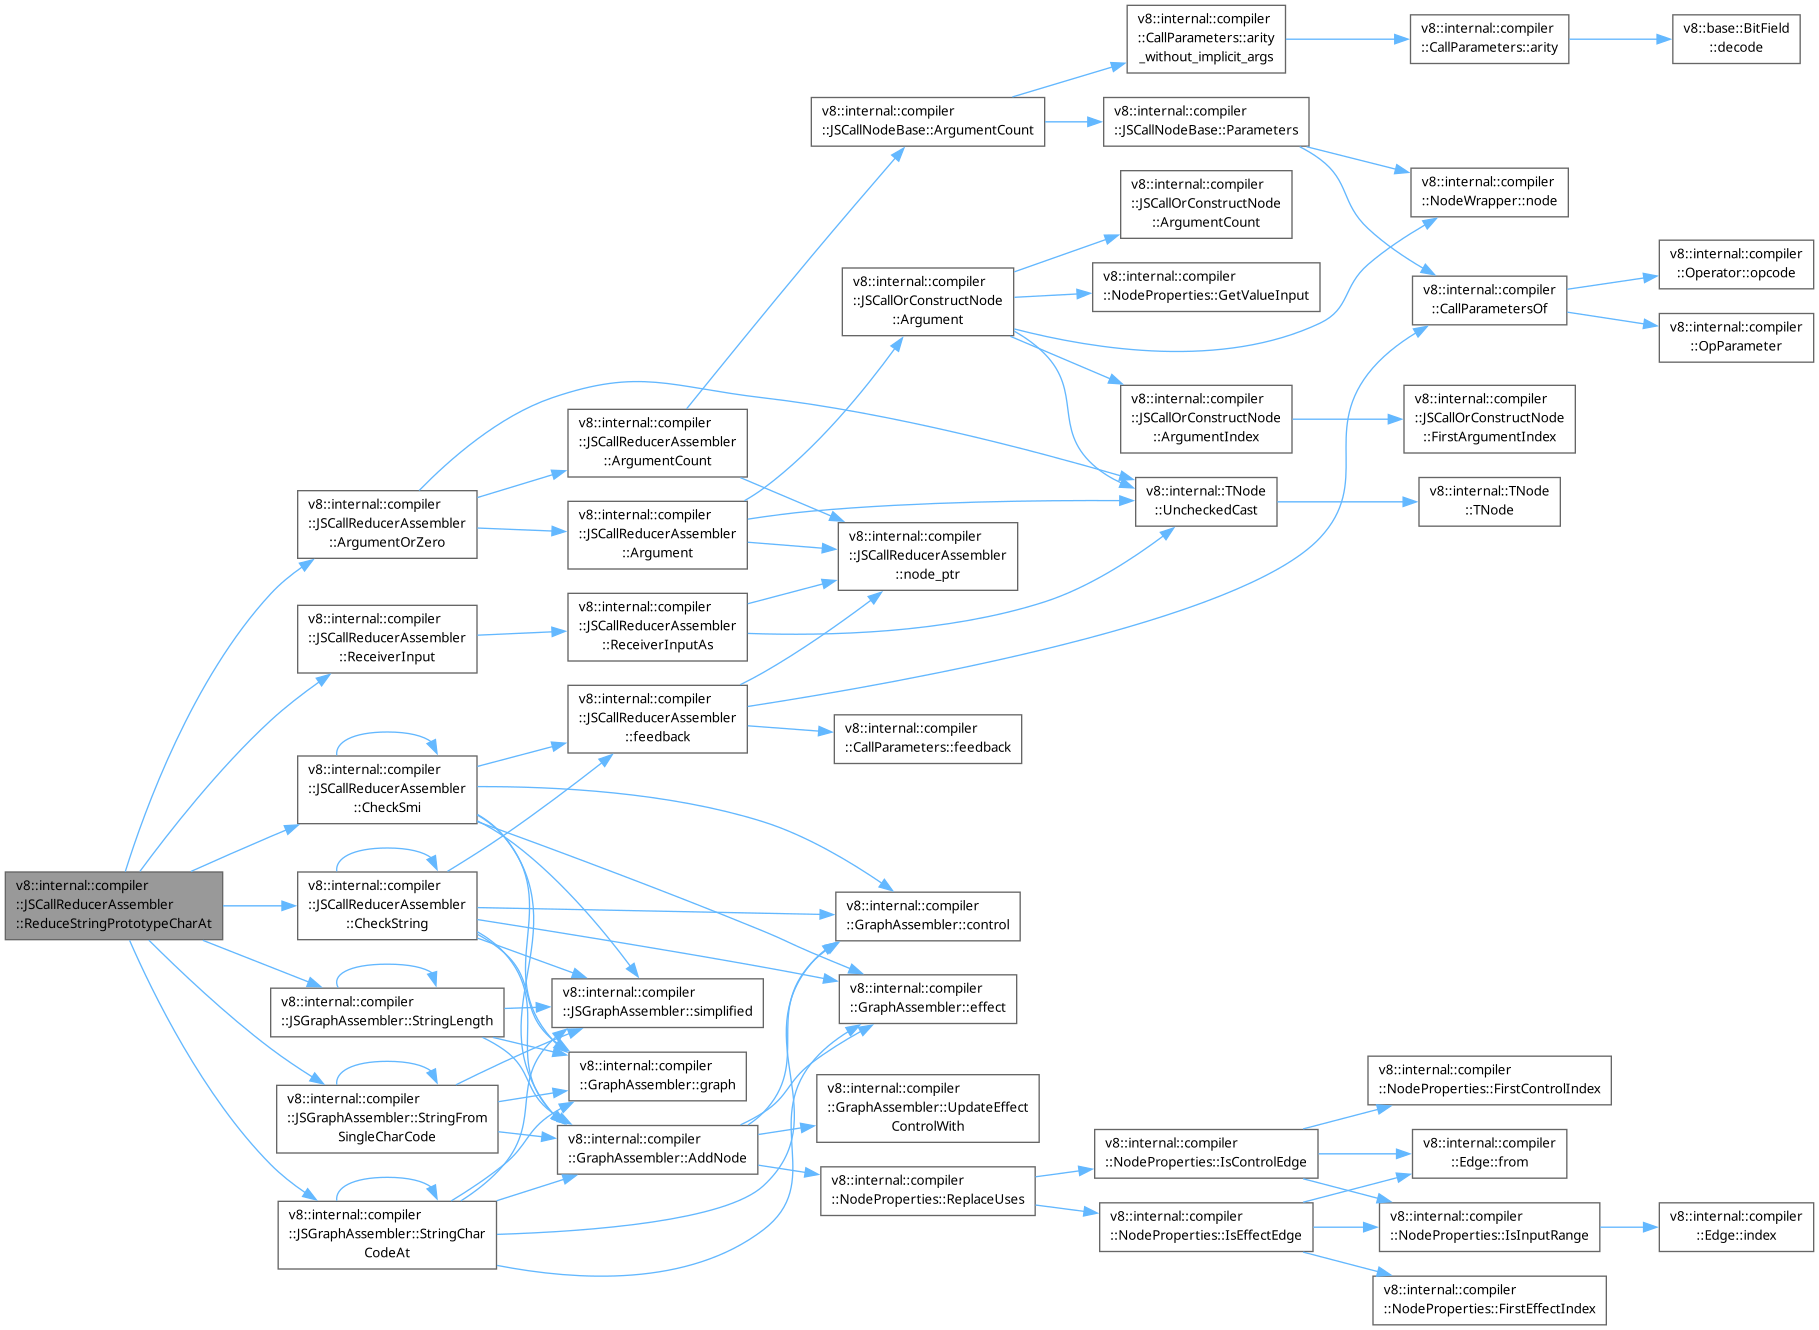 v8::internal::compiler
::JSCallReducerAssembler
::ReduceStringPrototypeCharAt
v8::internal::compiler
::JSCallReducerAssembler
::ArgumentOrZero
v8::internal::compiler
::JSCallReducerAssembler
::ReceiverInput
v8::internal::compiler
::JSCallReducerAssembler
::CheckSmi
v8::internal::compiler
::JSCallReducerAssembler
::CheckString
v8::internal::compiler
::JSGraphAssembler::StringLength
v8::internal::compiler
::JSGraphAssembler::StringFrom
SingleCharCode
v8::internal::compiler
::JSGraphAssembler::StringChar
CodeAt
v8::internal::compiler
::JSCallReducerAssembler
::ArgumentCount
v8::internal::compiler
::JSCallReducerAssembler
::Argument
v8::internal::compiler
::JSCallReducerAssembler
::ReceiverInputAs
v8::internal::compiler
::JSCallReducerAssembler
::feedback
v8::internal::compiler
::JSGraphAssembler::simplified
v8::internal::compiler
::GraphAssembler::graph
v8::internal::compiler
::GraphAssembler::AddNode
v8::internal::compiler
::JSCallNodeBase::ArgumentCount
v8::internal::compiler
::JSCallOrConstructNode
::Argument
v8::internal::compiler
::JSCallReducerAssembler
::node_ptr
v8::internal::compiler
::CallParameters::feedback
v8::internal::compiler
::GraphAssembler::control
v8::internal::compiler
::GraphAssembler::effect
v8::internal::compiler
::GraphAssembler::UpdateEffect
ControlWith
v8::internal::compiler
::NodeProperties::ReplaceUses
v8::internal::compiler
::CallParameters::arity
_without_implicit_args
v8::internal::compiler
::JSCallNodeBase::Parameters
v8::internal::compiler
::JSCallOrConstructNode
::ArgumentCount
v8::internal::compiler
::NodeProperties::GetValueInput
v8::internal::compiler
::JSCallOrConstructNode
::ArgumentIndex
v8::internal::TNode
::UncheckedCast
v8::internal::compiler
::NodeProperties::IsControlEdge
v8::internal::compiler
::NodeProperties::IsEffectEdge
v8::internal::compiler
::CallParameters::arity
v8::internal::compiler
::NodeWrapper::node
v8::internal::compiler
::CallParametersOf
v8::internal::compiler
::JSCallOrConstructNode
::FirstArgumentIndex
v8::internal::TNode
::TNode
v8::internal::compiler
::NodeProperties::FirstControlIndex
v8::internal::compiler
::Edge::from
v8::internal::compiler
::NodeProperties::IsInputRange
v8::internal::compiler
::NodeProperties::FirstEffectIndex
v8::base::BitField
::decode
v8::internal::compiler
::Operator::opcode
v8::internal::compiler
::OpParameter
v8::internal::compiler
::Edge::index